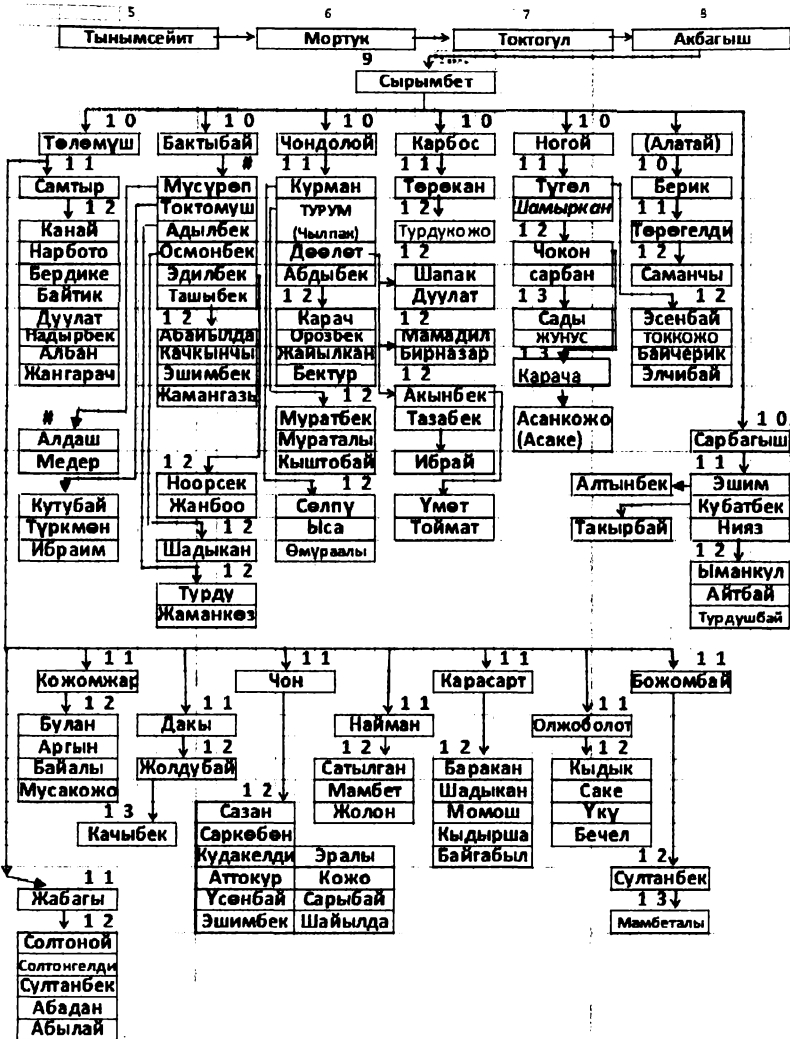 5 6 7 8
Тынымсейит Мортук Токтогул Акбагыш
9
Сырымбет
10 10 10 10 10
Төлөмүш Бактыбай Чондолой Карбос Ногой (Алатай)
11 # 11 11 11 10
Самтыр Мүсүрөп Курман Төрөкан Түгөл Берик
12 Токтомуш ТУРУМ 12 Шамыркан 11
Канай Адылбек (Чылпак) Турдукожо 12 Төрөгелди
Нарбото Осмонбек Дөөлөт 12 Чокон 12
Бердике Эдилбек Абдыбек Шапак сарбан Саманчы
Байтик Ташыбек 12 Дуулат 13 12
Дуулат 12 Карач 12 Сады Эсенбай
Надырбек Абайылда Орозбек Мамадил ЖУНУС ТОККОЖО
Албан Качкынчы Жайылкан Бирназар 13 Байчерик
Жангарач Эшимбек Бектур 12 Карача Элчибай
Жамангазы 12 Акынбек
# Муратбек Тазабек Асанкожо 10
Алдаш Мураталы (Асаке) Сарбагыш
Медер 12 Кыштобай Ибрай 11
Ноорсек 12 Алтынбек Эшим
Кутубай Жанбоо Сөлпү Үмөт Кубатбек
Түркмөн 12 Ыса Тоймат Такырбай Нияз
Ибраим Шадыкан Өмүраалы 12
12 Ыманкул
Турду Айтбай
Жаманкөз Турдушбай
11 11 11 11
Кожомжар Чон Карасарт Божомбай
12 11 11 11
Булан Дакы Найман Олжоболот
Аргын 12 12 12 12
Байалы Жолдубай Сатылган Баракан Кыдык
Мусакожо 12 Мамбет Шадыкан Саке
13 Сазан Жолон Момош Үкү
Качыбек Саркөбөн Кыдырша Бечел
Кудакелди Эралы Байгабыл 12
11 Аттокур Кожо Султанбек
Жабагы Үсөнбай Сарыбай 13
12 Эшимбек Шайылда Мамбеталы
Солтоной
Солтонгелди
Султанбек
Абадан
Абылай